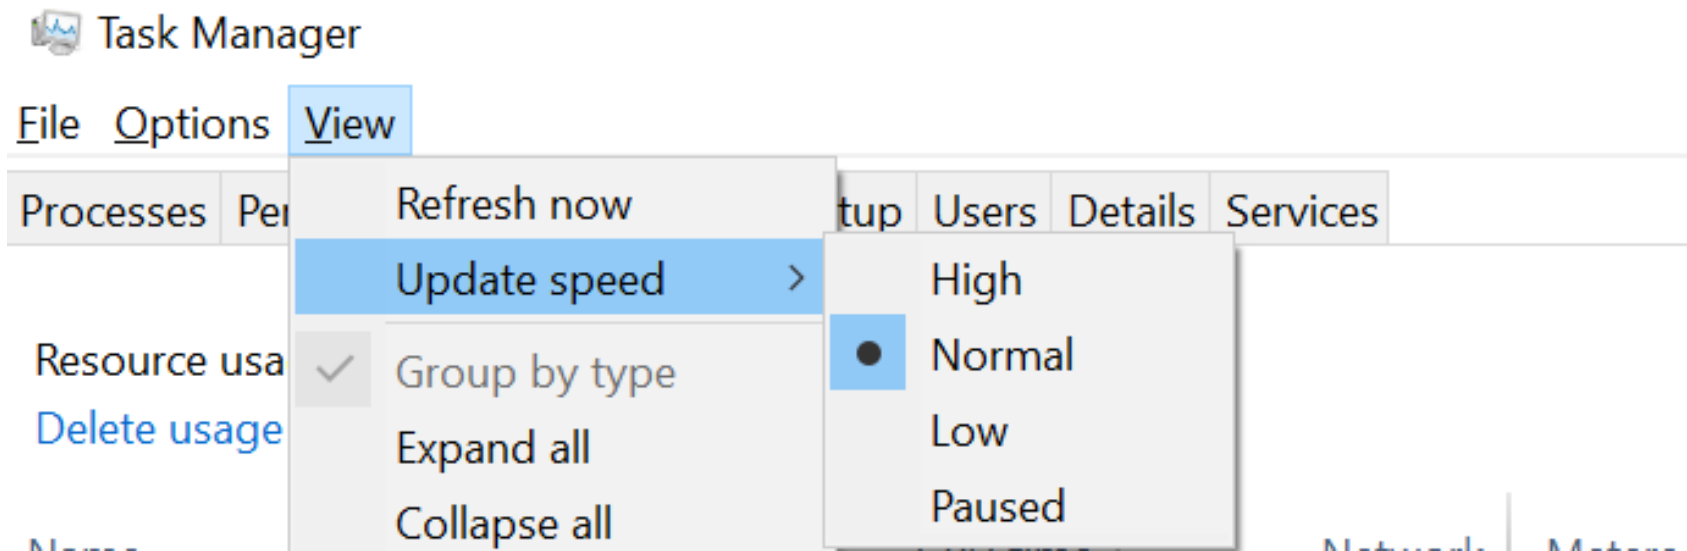 Task Manager
File Options View
Processes Per tup Users Details Services
Refresh now
Update speed
High
Normal
Low
Paused
Group by type
Expand all
Collapse all
Resource usa
Delete usage